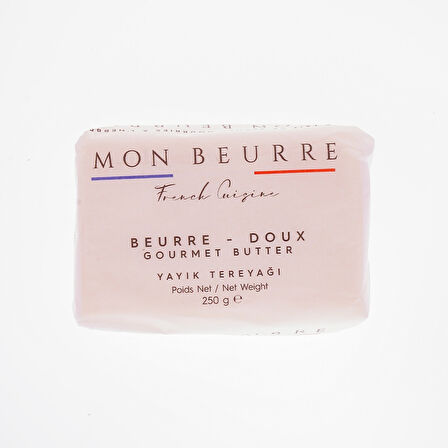 MON BEURRE
French Cuisine
BEURRE - DOUX
GOURMET BUTTER
YAYIK TEREYAĞI
Poids Net / Net Weight
250 g ℮